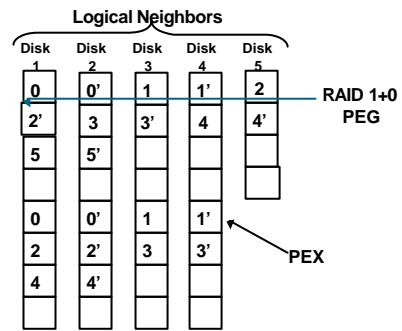 Logical Neighbors
Disk Disk Disk Disk Disk
1 2 3 4 5
0 0' 1 1' 2
RAID 1+0
PEG
2' 3 3' 4 4'
5 5'
0 0' 1 1'
2 2' 3 3'
PEX
4 4'